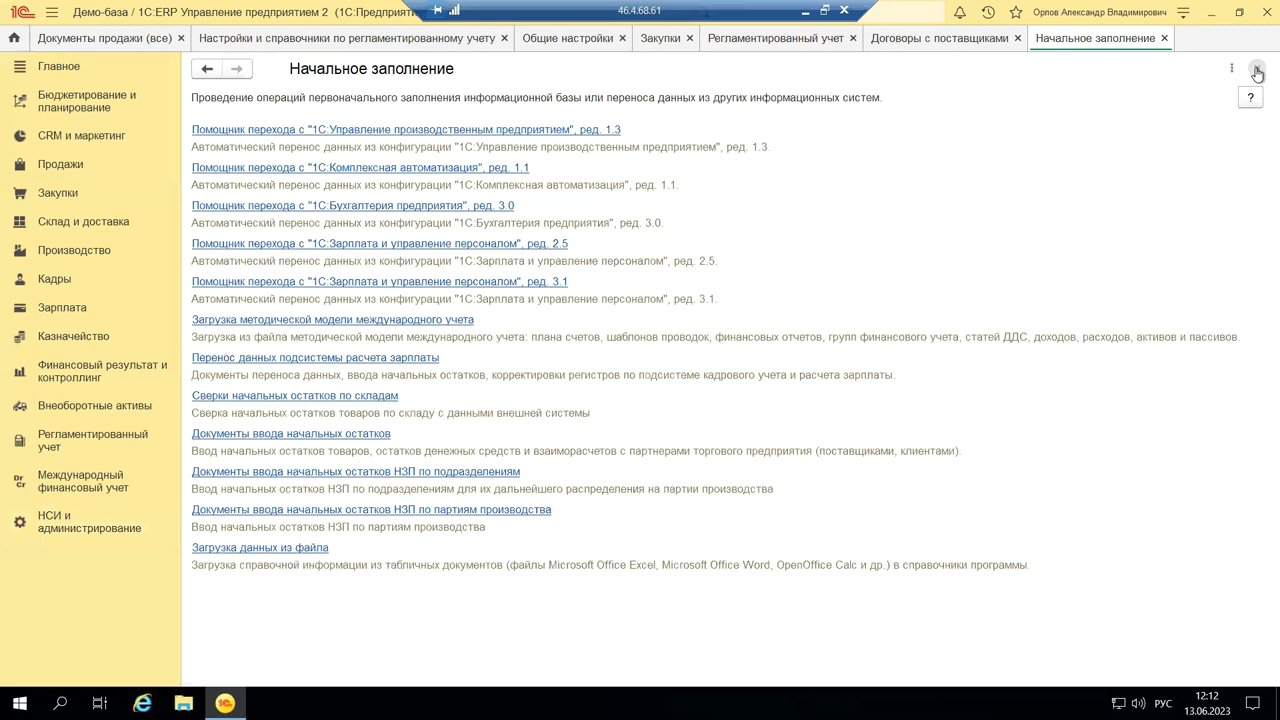 Демо-база / 1С:ERP Управление предприятием 2 (1С:Предприяти
46.4.68.61
Орлов Александр Владимирович
Документы продажи (все)
Настройки и справочники по регламентированному учету
Общие настройки
Закупки
Регламентированный учет
Договоры с поставщиками
Начальное заполнение
Главное
Бюджетирование и
планирование
CRM и маркетинг
Продажи
Закупки
Склад и доставка
Производство
Кадры
Зарплата
Казначейство
Финансовый результат и
контроллинг
Внеоборотные активы
Регламентированный
учет
Международный
финансовый учет
НСИ и
администрирование
Начальное заполнение
?
Проведение операций первоначального заполнения информационной базы или переноса данных из других информационных систем.
Помощник перехода с "1С:Управление производственным предприятием", ред. 1.3
Автоматический перенос данных из конфигурации "1С:Управление производственным предприятием", ред. 1.3.
Помощник перехода с "1С:Комплексная автоматизация", ред. 1.1
Автоматический перенос данных из конфигурации "1С:Комплексная автоматизация", ред. 1.1.
Помощник перехода с "1С:Бухгалтерия предприятия", ред. 3.0
Автоматический перенос данных из конфигурации "1С:Бухгалтерия предприятия", ред. 3.0.
Помощник перехода с "1С:Зарплата и управление персоналом", ред. 2.5
Автоматический перенос данных из конфигурации "1С:Зарплата и управление персоналом", ред. 2.5.
Помощник перехода с "1С:Зарплата и управление персоналом", ред. 3.1
Автоматический перенос данных из конфигурации "1С:Зарплата и управление персоналом", ред. 3.1.
Загрузка методической модели международного учета
Загрузка из файла методической модели международного учета: плана счетов, шаблонов проводок, финансовых отчетов, групп финансового учета, статей ДДС, доходов, расходов, активов и пассивов.
Перенос данных подсистемы расчета зарплаты
Документы переноса данных, ввода начальных остатков, корректировки регистров по подсистеме кадрового учета и расчета зарплаты.
Сверки начальных остатков по складам
Сверка начальных остатков товаров по складу с данными внешней системы
Документы ввода начальных остатков
Ввод начальных остатков товаров, остатков денежных средств и взаиморасчетов с партнерами торгового предприятия (поставщиками, клиентами).
Документы ввода начальных остатков НЗП по подразделениям
Ввод начальных остатков НЗП по подразделениям для их дальнейшего распределения на партии производства
Документы ввода начальных остатков НЗП по партиям производства
Ввод начальных остатков НЗП по партиям производства
Загрузка данных из файла
Загрузка справочной информации из табличных документов (файлы Microsoft Office Excel, Microsoft Office Word, OpenOffice Calc и др.) в справочники программы.
РУС
12:12
13.06.2023